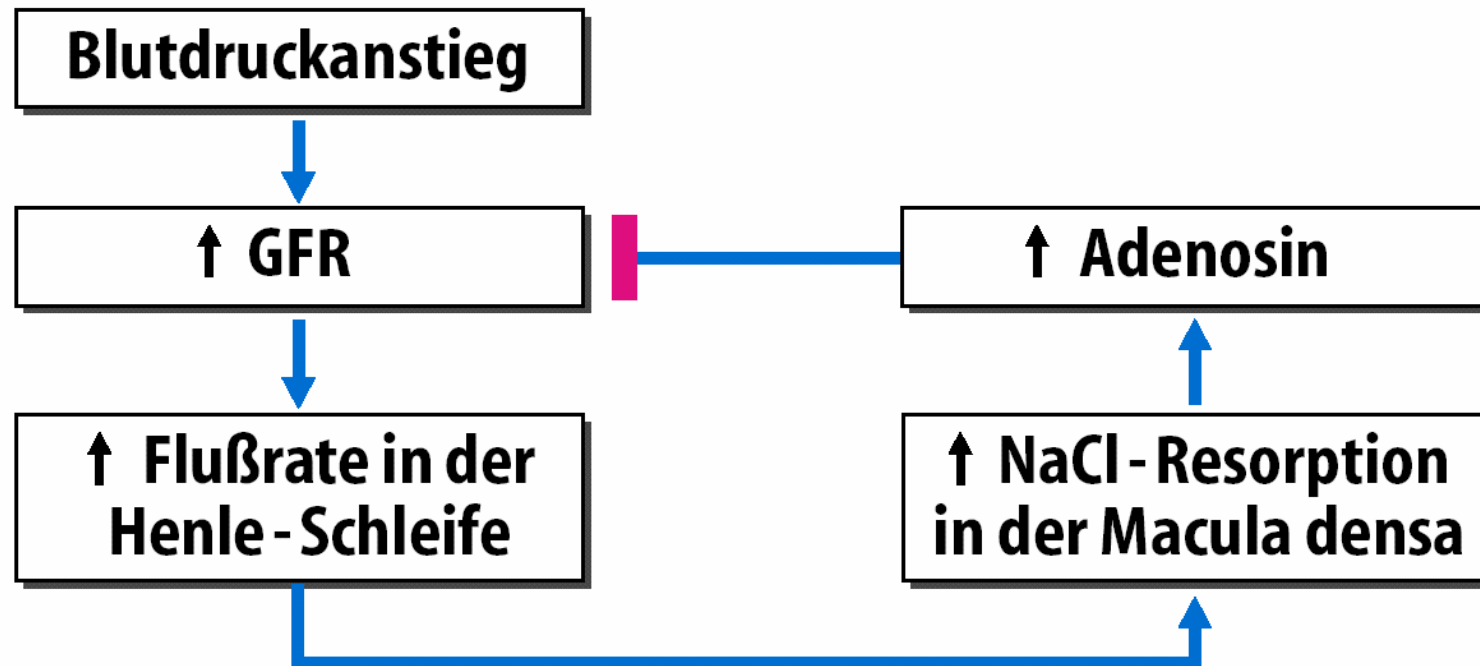 Blutdruckanstieg
↑ GFR
↑ Adenosin
↑ Flußrate in der
Henle-Schleife
↑ NaCl-Resorption
in der Macula densa